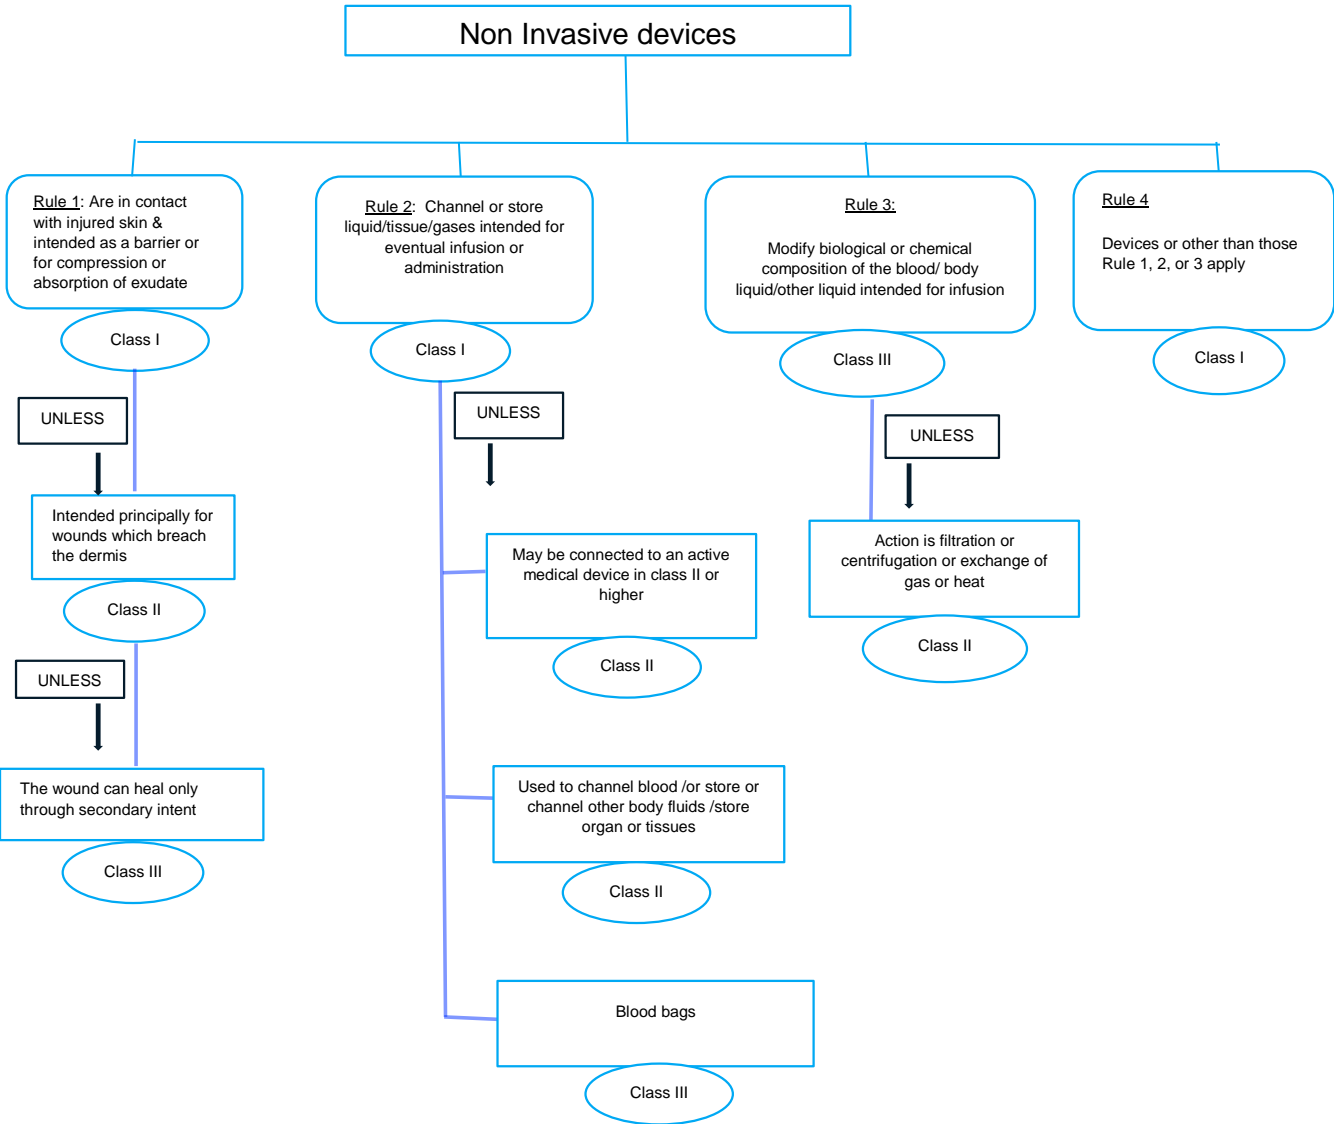 Non Invasive devices
Rule 1: Are in contact
with injured skin &
intended as a barrier or
for compression or
absorption of exudate
Class I
UNLESS
Intended principally for
wounds which breach
the dermis
Class II
UNLESS
The wound can heal only
through secondary intent
Class III
Rule 2: Channel or store
liquid/tissue/gases intended for
eventual infusion or
administration
Class I
UNLESS
May be connected to an active
medical device in class II or
higher
Class II
Used to channel blood /or store or
channel other body fluids /store
organ or tissues
Class II
Blood bags
Class III
Rule 3:
Modify biological or chemical
composition of the blood/ body
liquid/other liquid intended for infusion
Class III
UNLESS
Action is filtration or
centrifugation or exchange of
gas or heat
Class II
Rule 4
Devices or other than those
Rule 1, 2, or 3 apply
Class I